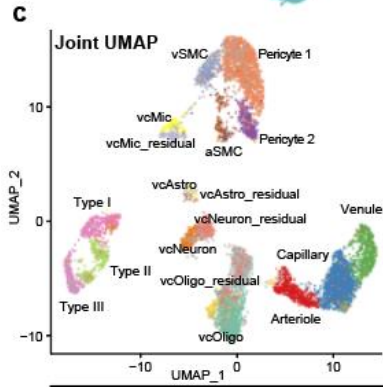 C
Joint UMAP
vSMC
Pericyte 1
10
vcMic
vcMic_residual
aSMC
Pericyte 2
vcAstro
vcAstro_residual
Type I
vcNeuron_residual
Venule
0
UMAP_2
vcNeuron
Capillary
Type II
vcOligo_residual
Type III
Arteriole
vcOligo
−10
−10 0 10
UMAP_1